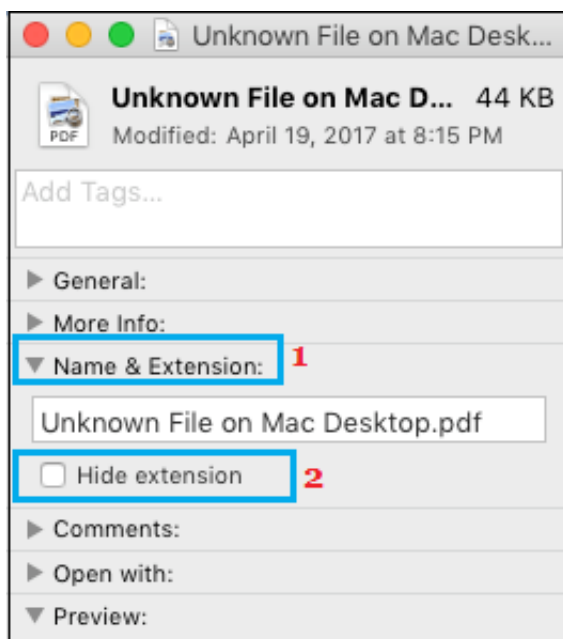 Unknown File on Mac Desk...
Unknown File on Mac D... 44 KB
PDF
Modified: April 19, 2017 at 8:15 PM
Add Tags...
General:
More Info:
Name & Extension: 1
Unknown File on Mac Desktop.pdf
Hide extension 2
Comments:
Open with:
Preview: